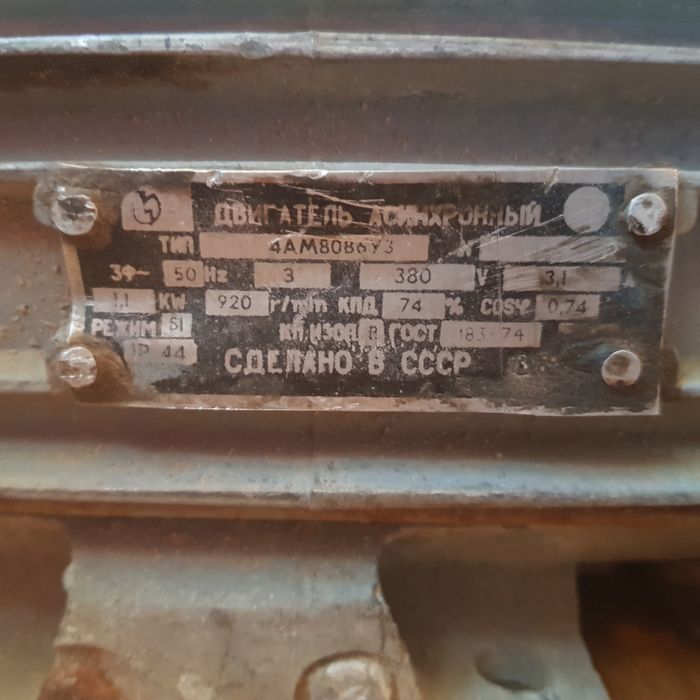 ДВИГАТЕЛЬ АСИНХРОННЫЙ
ТИП 4АМ80В6У3 №
3Ф~ 50 Hz 3 380 V 3,1
1,1 KW 920 r/min КПД 74 % COSφ 0,74
РЕЖИМ S1 КЛ.ИЗОЛ B ГОСТ 183-74
IP 44 СДЕЛАНО В СССР